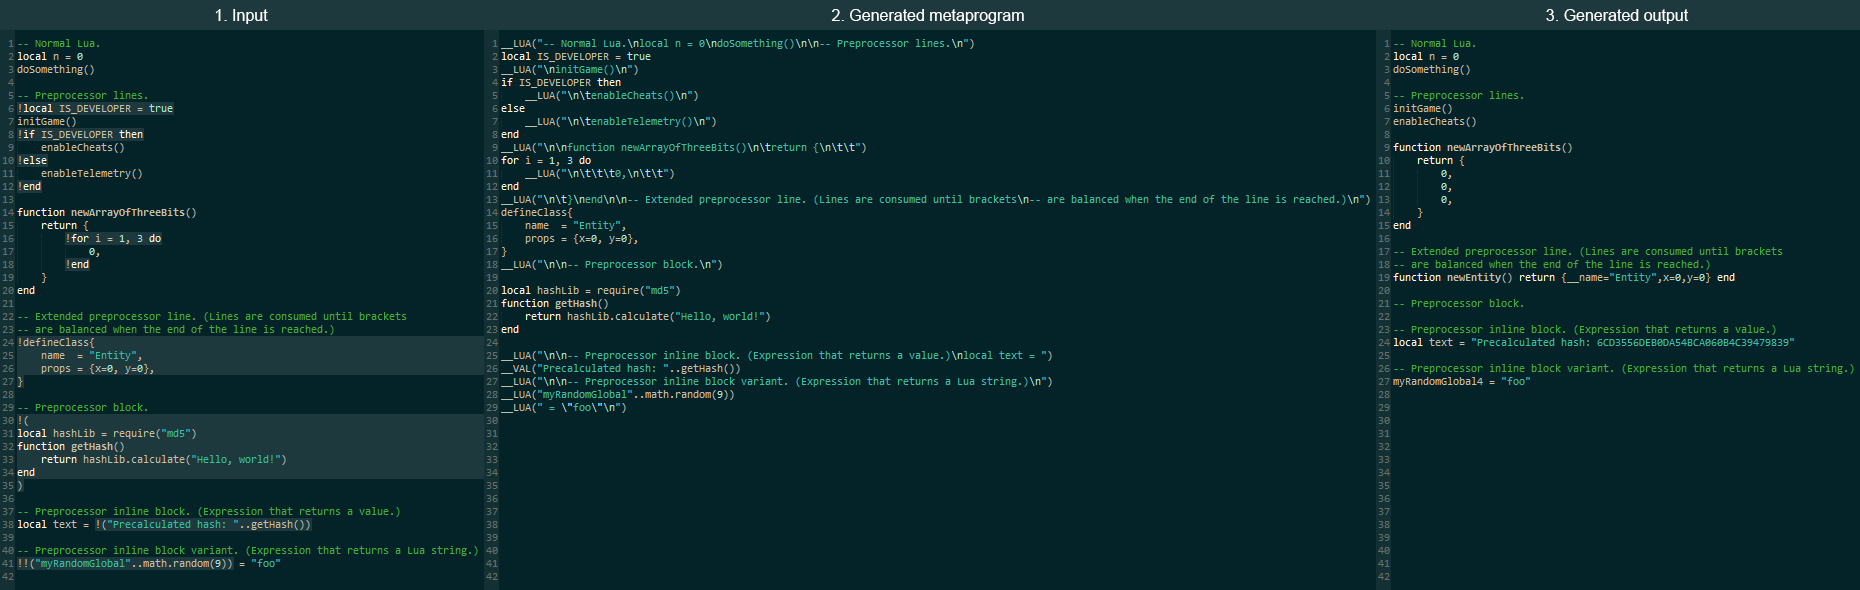 1. Input
1 -- Normal Lua.
2 local n = 0
3 doSomething()
4
5 -- Preprocessor lines.
6 !local IS_DEVELOPER = true
7 initGame()
8 !if IS_DEVELOPER then
9     enableCheats()
10 !else
11     enableTelemetry()
12 !end
13
14 function newArrayOfThreeBits()
15     return {
16         !for i = 1, 3 do
17             0,
18         !end
19     }
20 end
21
22 -- Extended preprocessor line. (Lines are consumed until brackets
23 -- are balanced when the end of the line is reached.)
24 !defineClass{
25     name  = "Entity",
26     props = {x=0, y=0},
27 }
28
29 -- Preprocessor block.
30 !(
31 local hashLib = require("md5")
32 function getHash()
33     return hashLib.calculate("Hello, world!")
34 end
35 )
36
37 -- Preprocessor inline block. (Expression that returns a value.)
38 local text = !("Precalculated hash: "..getHash())
39
40 -- Preprocessor inline block variant. (Expression that returns a Lua string.)
41 !!("myRandomGlobal"..math.random(9)) = "foo"
42
2. Generated metaprogram
1 __LUA("-- Normal Lua.\nlocal n = 0\ndoSomething()\n\n-- Preprocessor lines.\n")
2 local IS_DEVELOPER = true
3 __LUA("\ninitGame()\n")
4 if IS_DEVELOPER then
5     __LUA("\n\tenableCheats()\n")
6 else
7     __LUA("\n\tenableTelemetry()\n")
8 end
9 __LUA("\n\nfunction newArrayOfThreeBits()\n\treturn {\n\t\t")
10 for i = 1, 3 do
11     __LUA("\n\t\t\t0,\n\t\t")
12 end
13 __LUA("\n\t}\nend\n\n-- Extended preprocessor line. (Lines are consumed until brackets\n-- are balanced when the end of the line is reached.)\n")
14 defineClass{
15     name  = "Entity",
16     props = {x=0, y=0},
17 }
18 __LUA("\n\n-- Preprocessor block.\n")
19
20 local hashLib = require("md5")
21 function getHash()
22     return hashLib.calculate("Hello, world!")
23 end
24
25 __LUA("\n\n-- Preprocessor inline block. (Expression that returns a value.)\nlocal text = ")
26 __VAL("Precalculated hash: "..getHash())
27 __LUA("\n\n-- Preprocessor inline block variant. (Expression that returns a Lua string.)\n")
28 __LUA("myRandomGlobal"..math.random(9))
29 __LUA(" = \"foo\"\n")
30
31
32
33
34
35
36
37
38
39
40
41
42
3. Generated output
1 -- Normal Lua.
2 local n = 0
3 doSomething()
4
5 -- Preprocessor lines.
6 initGame()
7 enableCheats()
8
9 function newArrayOfThreeBits()
10     return {
11         0,
12         0,
13         0,
14     }
15 end
16
17 -- Extended preprocessor line. (Lines are consumed until brackets
18 -- are balanced when the end of the line is reached.)
19 function newEntity() return {__name="Entity",x=0,y=0} end
20
21 -- Preprocessor block.
22
23 -- Preprocessor inline block. (Expression that returns a value.)
24 local text = "Precalculated hash: 6CD3556DEB0DA54BCA060B4C39479839"
25
26 -- Preprocessor inline block variant. (Expression that returns a Lua string.)
27 myRandomGlobal4 = "foo"
28
29
30
31
32
33
34
35
36
37
38
39
40
41
42